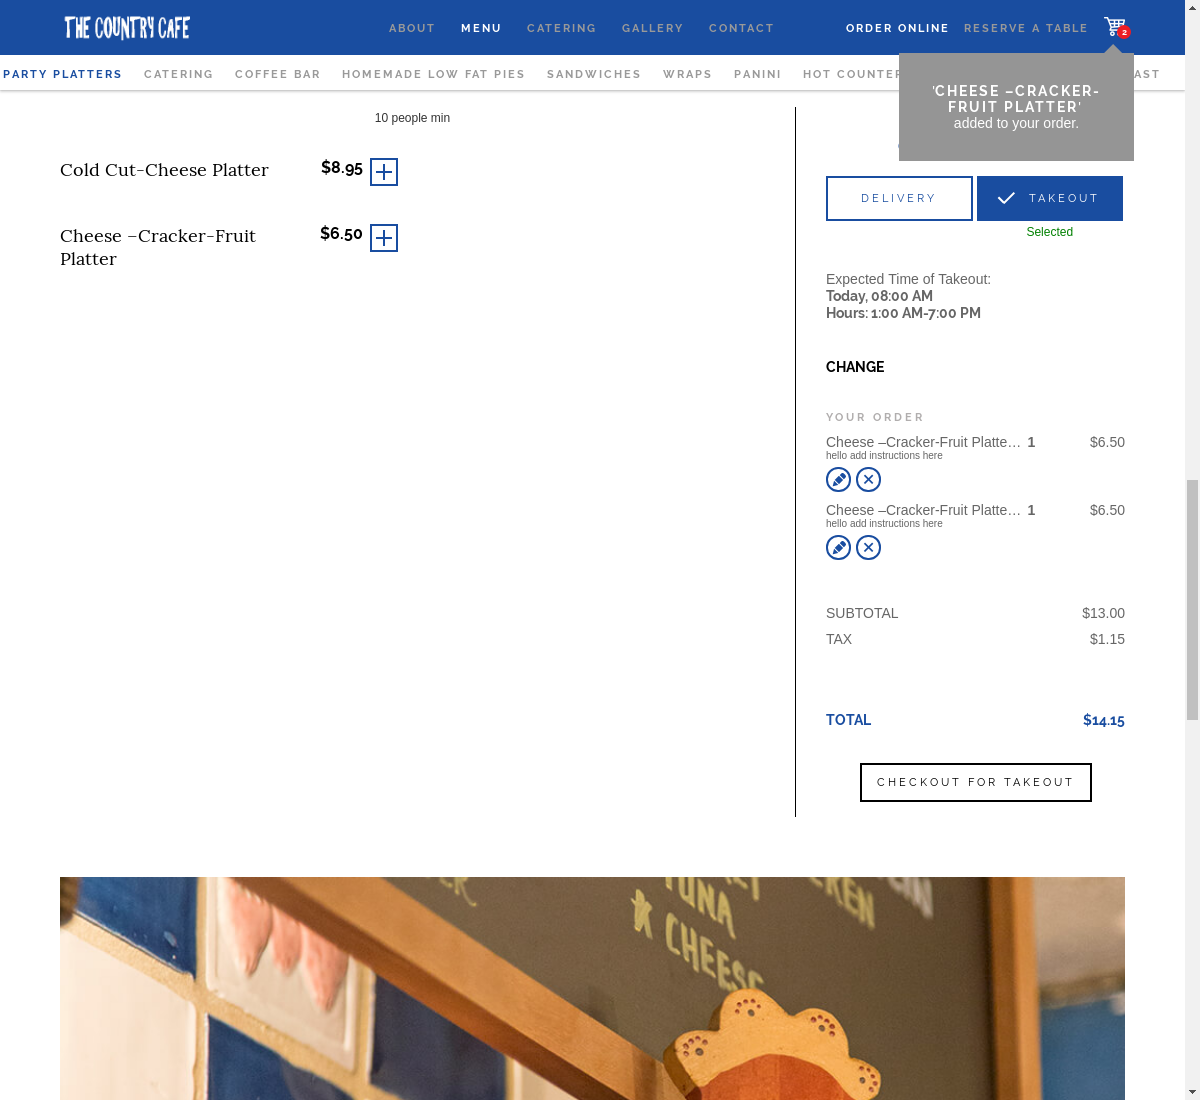 THE COUNTRY CAFE
ABOUT MENU CATERING GALLERY CONTACT ORDER ONLINE RESERVE A TABLE 2
PARTY PLATTERS CATERING COFFEE BAR HOMEMADE LOW FAT PIES SANDWICHES WRAPS PANINI HOT COUNTER
'CHEESE –CRACKER-
FRUIT PLATTER'
added to your order.
10 people min
Cold Cut-Cheese Platter $8.95
Cheese –Cracker-Fruit $6.50
Platter
DELIVERY TAKEOUT
Selected
Expected Time of Takeout:
Today, 08:00 AM
Hours: 1:00 AM-7:00 PM
CHANGE
YOUR ORDER
Cheese –Cracker-Fruit Platte… 1 $6.50
hello add instructions here
Cheese –Cracker-Fruit Platte… 1 $6.50
hello add instructions here
SUBTOTAL $13.00
TAX $1.15
TOTAL $14.15
CHECKOUT FOR TAKEOUT
TUNA
CHEESE